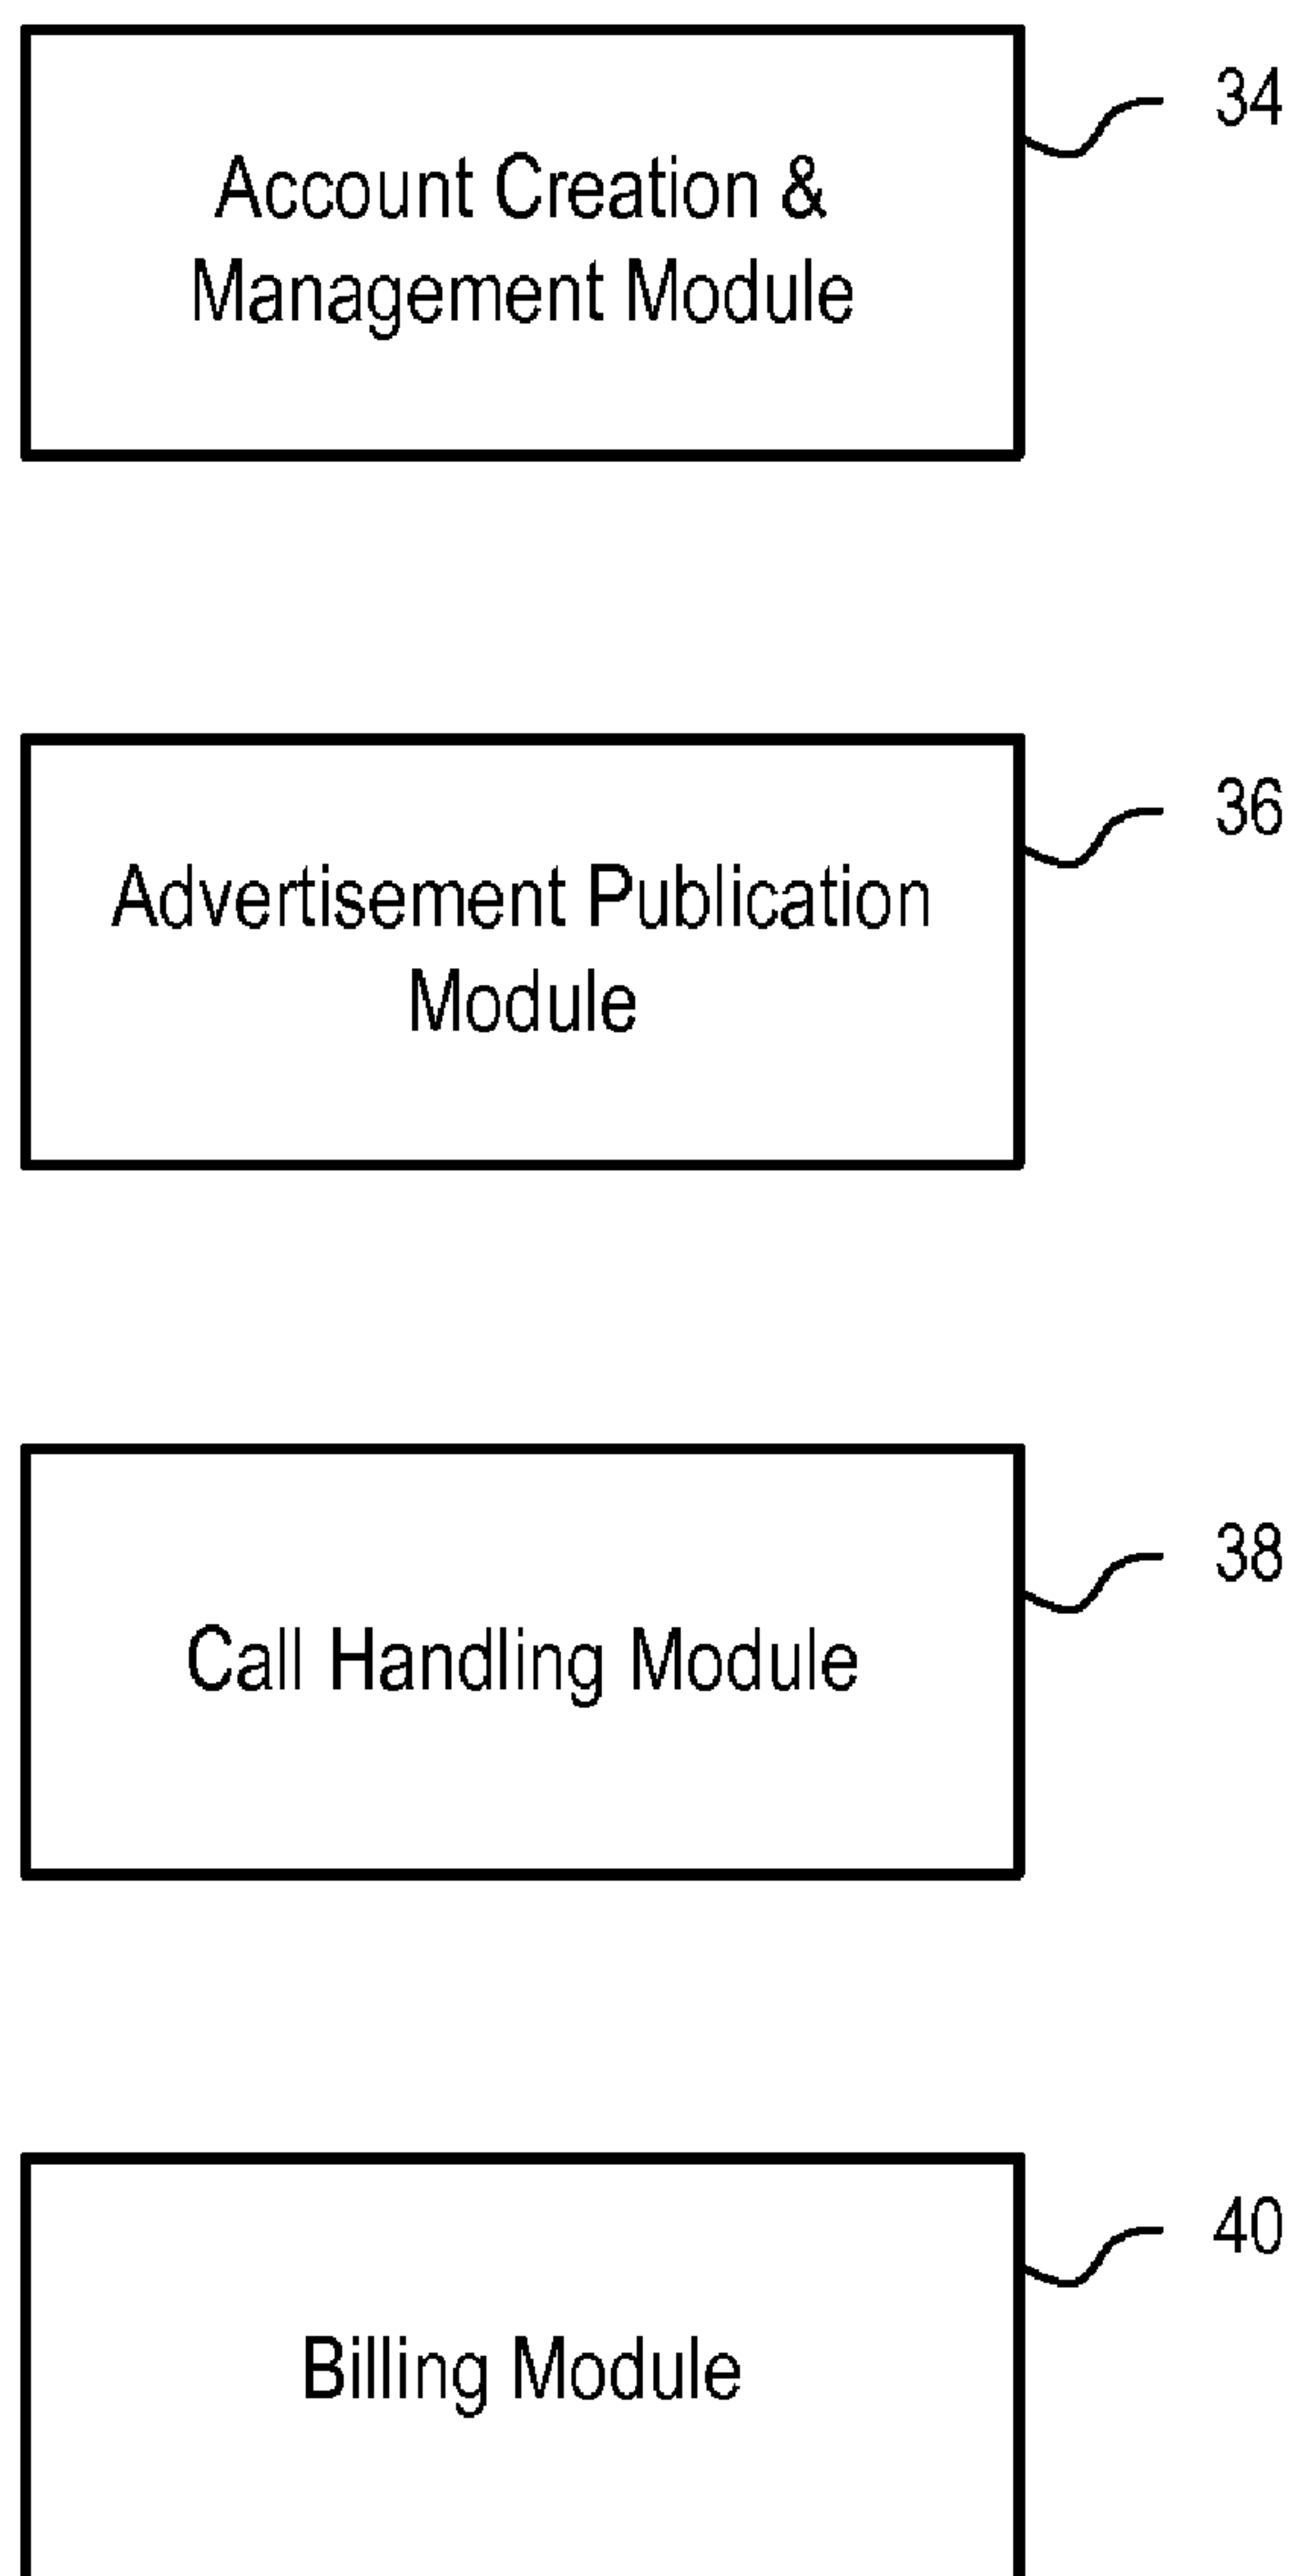 34
Account Creation &
Management Module
36
Advertisement Publication
Module
38
Call Handling Module
40
Billing Module